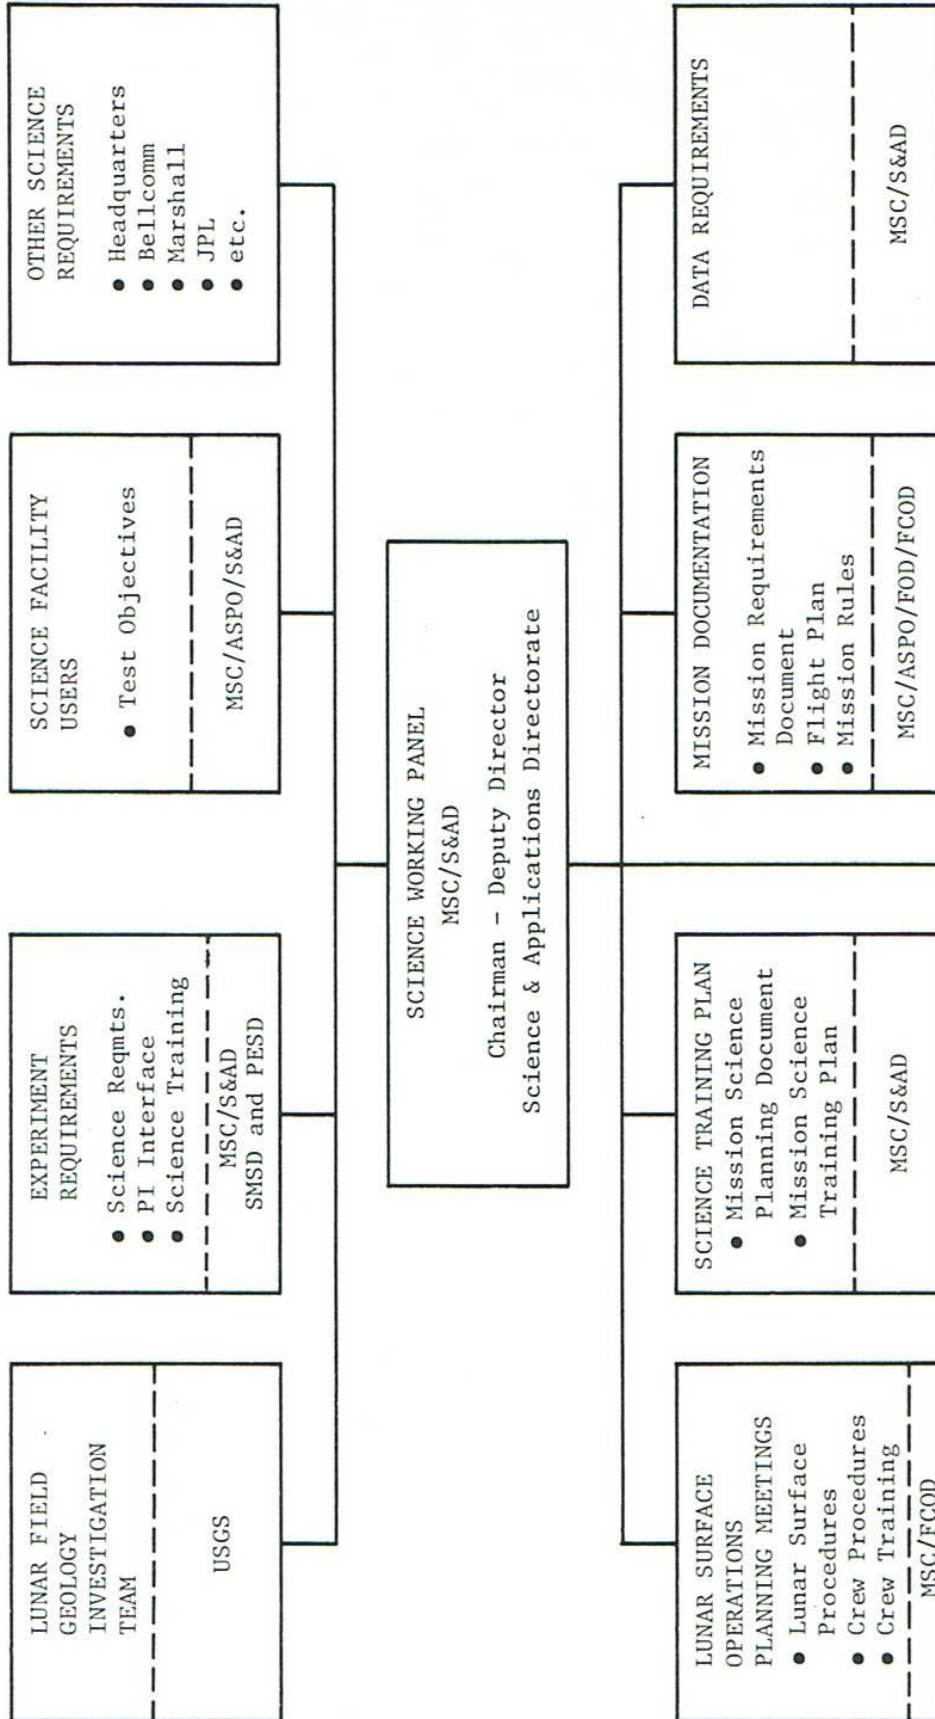 LUNAR FIELD
GEOLOGY
INVESTIGATION
TEAM
USGS
EXPERIMENT
REQUIREMENTS
● Science Reqmts.
● PI Interface
● Science Training
MSC/S&AD
SMSD and PESD
SCIENCE FACILITY
USERS
● Test Objectives
MSC/ASPO/S&AD
OTHER SCIENCE
REQUIREMENTS
● Headquarters
● Bellcomm
● Marshall
● JPL
● etc.
SCIENCE WORKING PANEL
MSC/S&AD
Chairman - Deputy Director
Science & Applications Directorate
LUNAR SURFACE
OPERATIONS
PLANNING MEETINGS
● Lunar Surface
Procedures
● Crew Procedures
● Crew Training
MSC/FCOD
SCIENCE TRAINING PLAN
● Mission Science
Planning Document
● Mission Science
Training Plan
MSC/S&AD
MISSION DOCUMENTATION
● Mission Requirements
Document
● Flight Plan
● Mission Rules
MSC/ASPO/FOD/FCOD
DATA REQUIREMENTS
MSC/S&AD